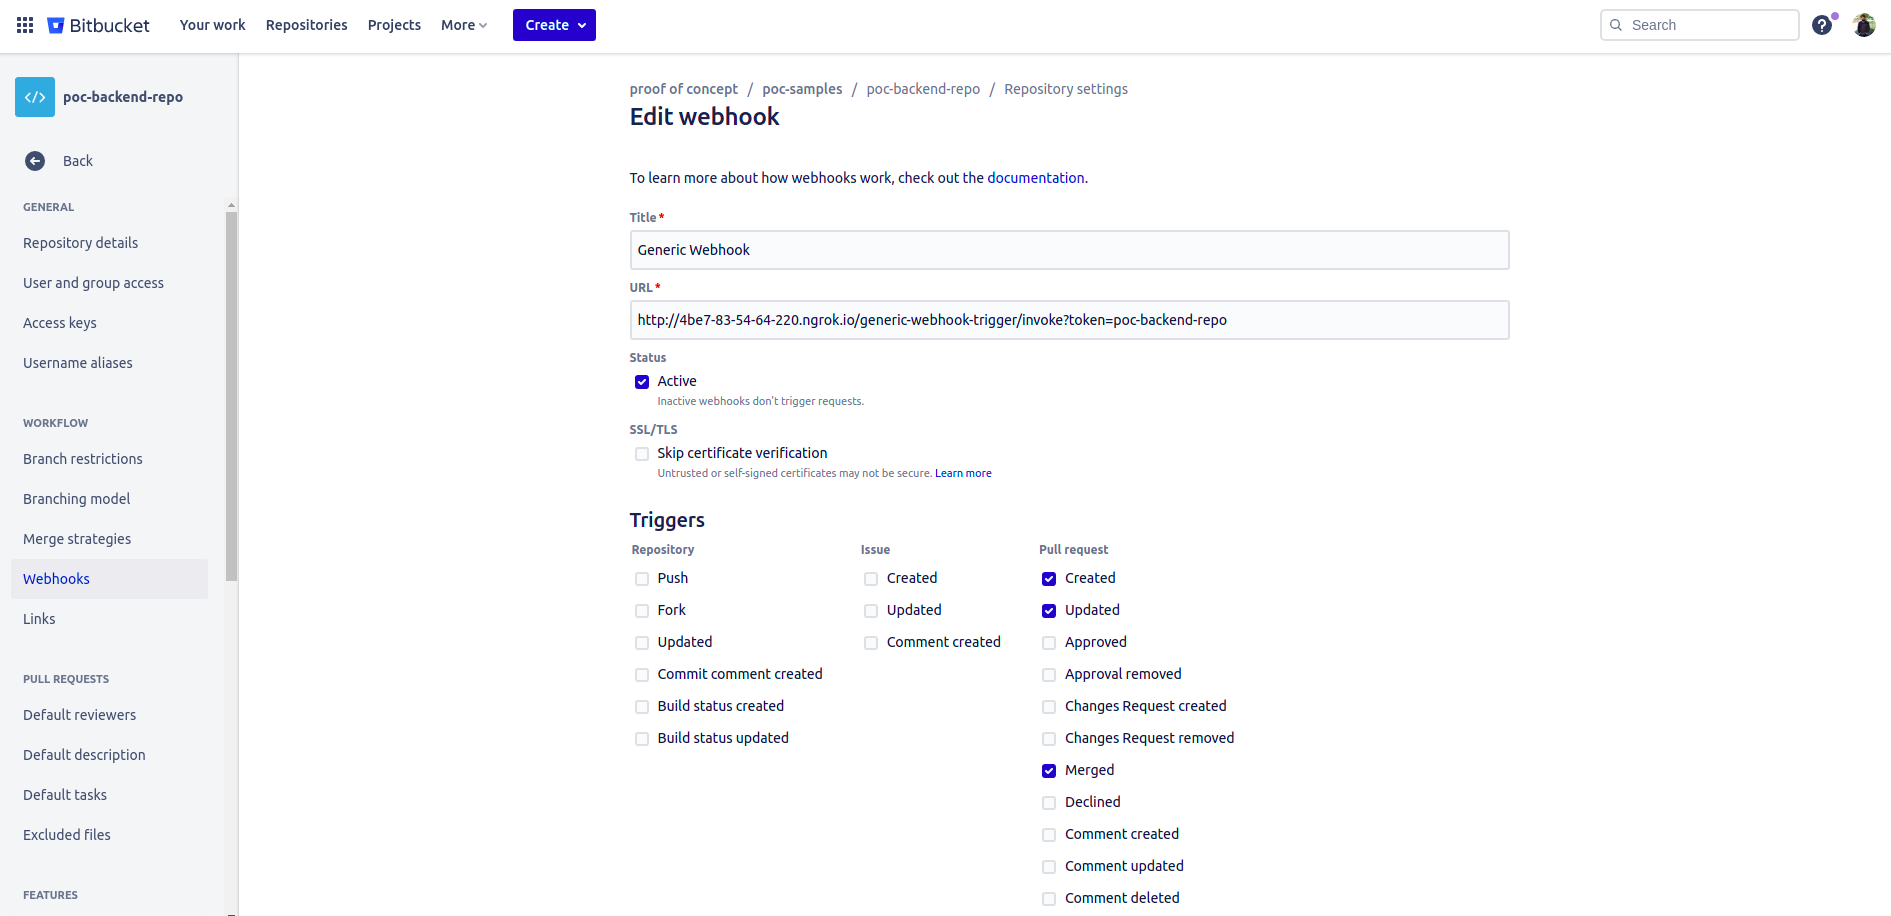 Bitbucket
Your work
Repositories
Projects
More
Create
Search
?
</>
poc-backend-repo
Back
GENERAL
Repository details
User and group access
Access keys
Username aliases
WORKFLOW
Branch restrictions
Branching model
Merge strategies
Webhooks
Links
PULL REQUESTS
Default reviewers
Default description
Default tasks
Excluded files
FEATURES
proof of concept / poc-samples / poc-backend-repo / Repository settings
Edit webhook
To learn more about how webhooks work, check out the documentation.
Title*
Generic Webhook
URL*
http://4be7-83-54-64-220.ngrok.io/generic-webhook-trigger/invoke?token=poc-backend-repo
Status
Active
Inactive webhooks don't trigger requests.
SSL/TLS
Skip certificate verification
Untrusted or self-signed certificates may not be secure. Learn more
Triggers
Repository
Push
Fork
Updated
Commit comment created
Build status created
Build status updated
Issue
Created
Updated
Comment created
Pull request
Created
Updated
Approved
Approval removed
Changes Request created
Changes Request removed
Merged
Declined
Comment created
Comment updated
Comment deleted